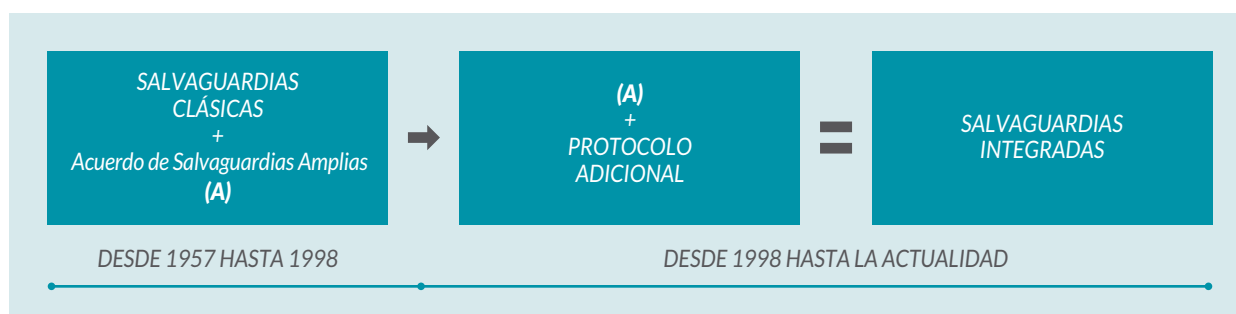 SALVAGUARDIAS
CLÁSICAS
+
Acuerdo de Salvaguardias Amplias
(A)
(A)
+
PROTOCOLO
ADICIONAL
=
SALVAGUARDIAS
INTEGRADAS
DESDE 1957 HASTA 1998
DESDE 1998 HASTA LA ACTUALIDAD